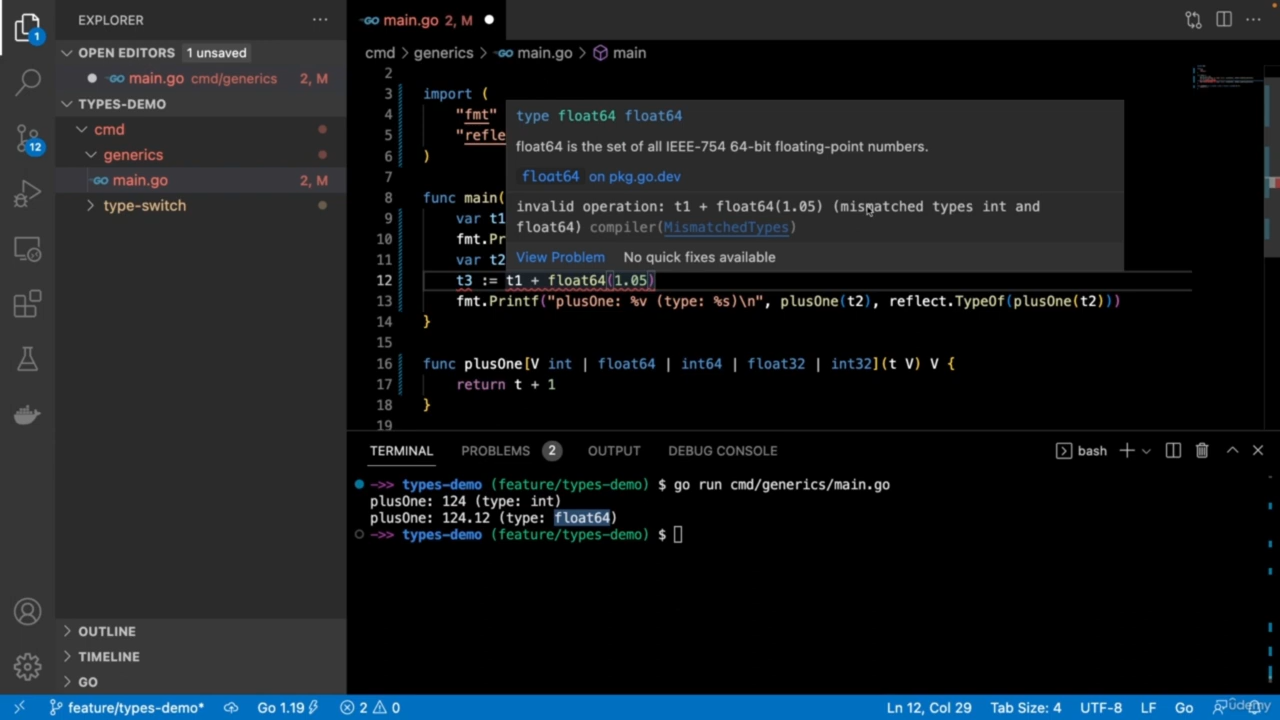 EXPLORER
OPEN EDITORS 1 unsaved
main.go cmd/generics 2, M
TYPES-DEMO
cmd
generics
main.go 2, M
type-switch
OUTLINE
TIMELINE
GO
1
12
main.go 2, M
cmd > generics > main.go > main
2
3 import (
4 "fmt"
5 "refle
6 )
7
8 func main(
9 var t1
10 fmt.Pr
11 var t2
12 t3 := t1 + float64(1.05)
13 fmt.Printf("plusOne: %v (type: %s)\n", plusOne(t2), reflect.TypeOf(plusOne(t2)))
14 }
15
16 func plusOne[V int | float64 | int64 | float32 | int32](t V) V {
17 return t + 1
18 }
19
type float64 float64
float64 is the set of all IEEE-754 64-bit floating-point numbers.
float64 on pkg.go.dev
invalid operation: t1 + float64(1.05) (mismatched types int and
float64) compiler(MismatchedTypes)
View Problem No quick fixes available
TERMINAL PROBLEMS 2 OUTPUT DEBUG CONSOLE bash
->> types-demo (feature/types-demo) $ go run cmd/generics/main.go
plusOne: 124 (type: int)
plusOne: 124.12 (type: float64)
->> types-demo (feature/types-demo) $
feature/types-demo* Go 1.19 2 0 Ln 12, Col 29 Tab Size: 4 UTF-8 LF Go
Udemy